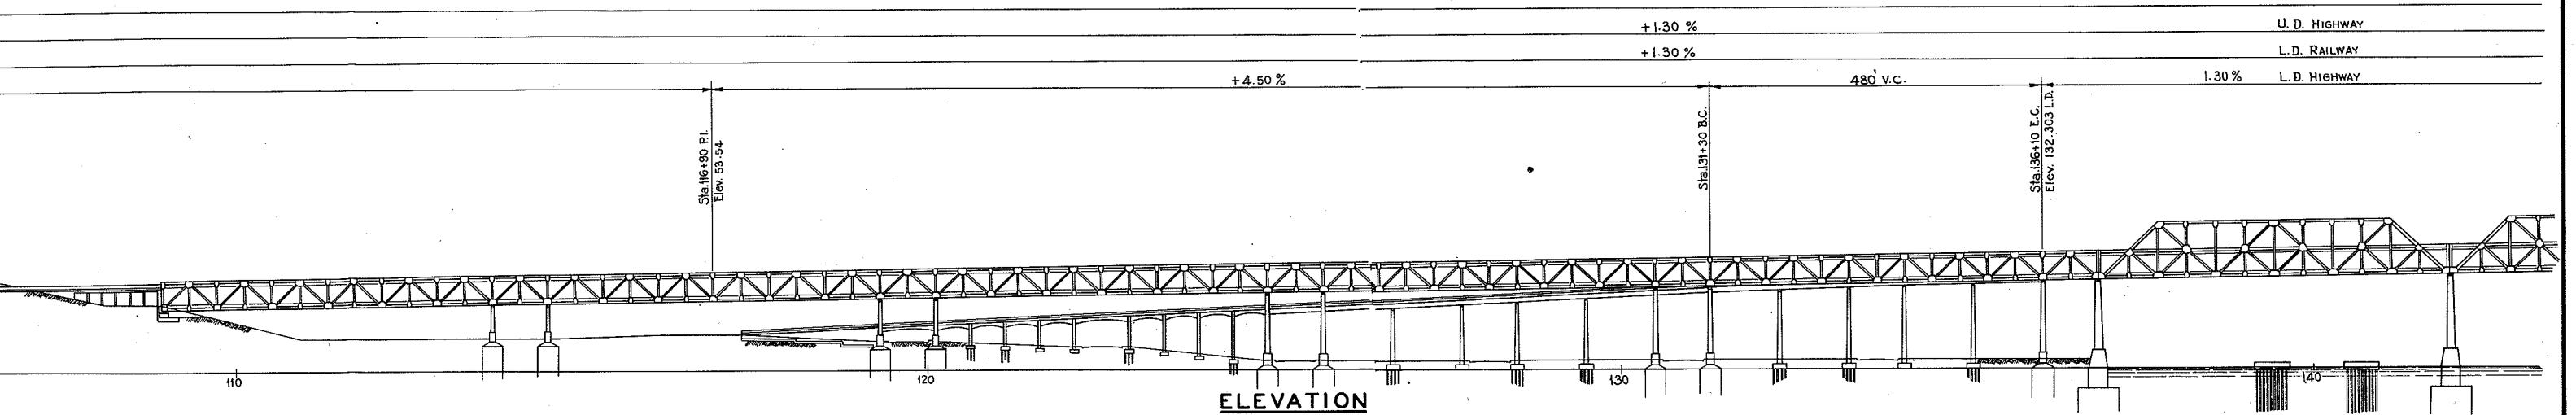 +1.30 % U. D. HIGHWAY
+1.30 % L.D. RAILWAY
+4.50 % 480' V.C. 1.30 % L.D. HIGHWAY
Sta.116+90 P.I.
Elev. 53.54
Sta.131+30 B.C.
Sta.136+10 E.C.
Elev. 132.303 L.D.
110 120 130 140
ELEVATION